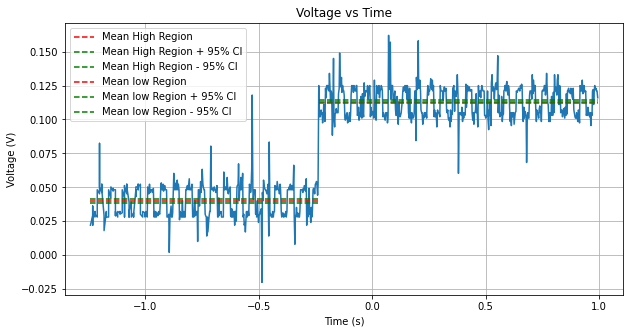 Voltage vs Time
Mean High Region
Mean High Region + 95% CI
Mean High Region - 95% CI
Mean low Region
Mean low Region + 95% CI
Mean low Region - 95% CI
Voltage (V)
0.150
0.125
0.100
0.075
0.050
0.025
0.000
−0.025
−1.0
−0.5
0.0
0.5
1.0
Time (s)